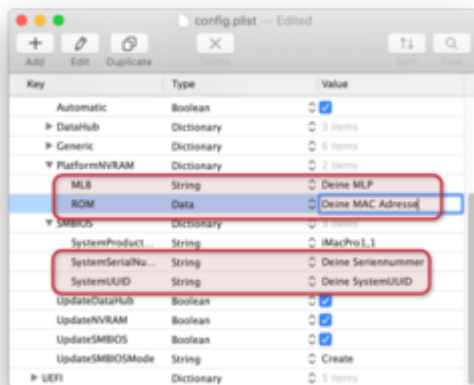 config.plist — Edited
Add Edit Duplicate Delete Sort Find
Key Type Value
Automatic Boolean
DataHub Dictionary 3 items
Generic Dictionary 6 items
PlatformNVRAM Dictionary 2 items
MLB String Deine MLP
ROM Data Deine MAC Adresse
SMBIOS Dictionary 3 items
SystemProduct... String iMacPro1,1
SystemSerialNu... String Deine Seriennummer
SystemUUID String Deine SystemUUID
UpdateDataHub Boolean
UpdateNVRAM Boolean
UpdateSMBIOS Boolean
UpdateSMBIOSMode String Create
UEFI Dictionary 5 items